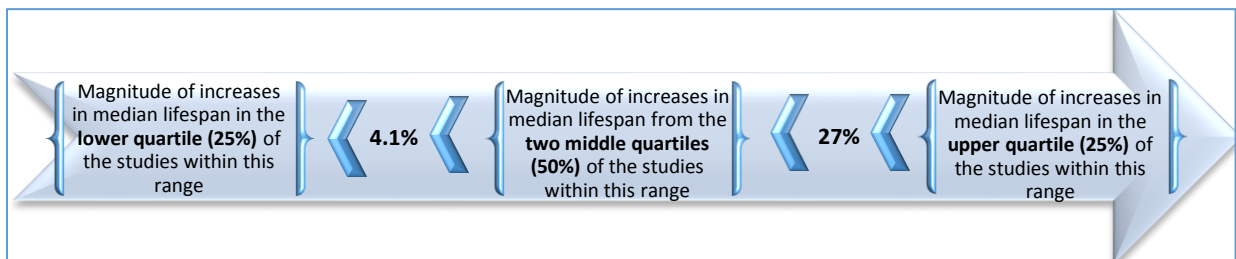 Magnitude of increases
in median lifespan in the
lower quartile (25%) of
the studies within this
range
4.1%
Magnitude of increases in
median lifespan from the
two middle quartiles
(50%) of the studies
within this range
27%
Magnitude of increases in
median lifespan in the
upper quartile (25%) of
the studies within this
range